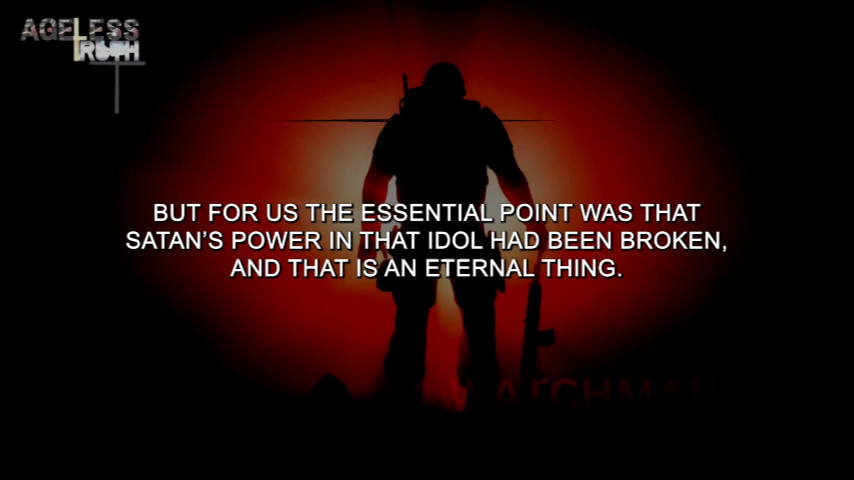 AGELESS
TRUTH
BUT FOR US THE ESSENTIAL POINT WAS THAT
SATAN'S POWER IN THAT IDOL HAD BEEN BROKEN,
AND THAT IS AN ETERNAL THING.
WATCHMAN